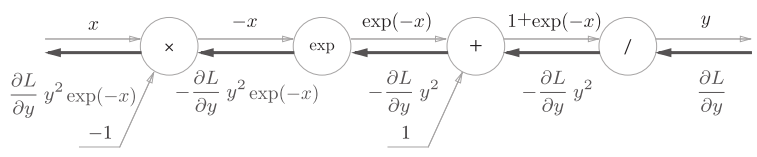 x −x exp(−x) 1+exp(−x) y
× exp + /
∂L/∂y y² exp(−x) −∂L/∂y y² exp(−x) −∂L/∂y y² −∂L/∂y y² ∂L/∂y
−1 1